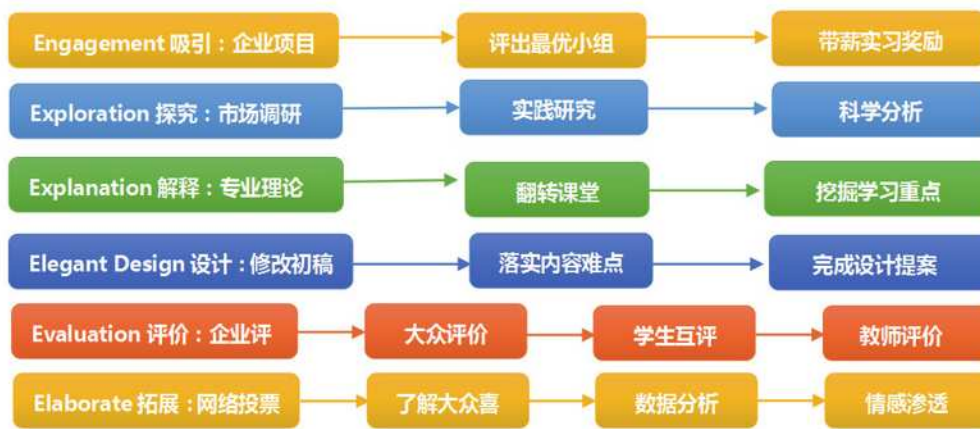 Engagement 吸引：企业项目 评出最优小组 带薪实习奖励
Exploration 探究：市场调研 实践研究 科学分析
Explanation 解释：专业理论 翻转课堂 挖掘学习重点
Elegant Design 设计：修改初稿 落实内容难点 完成设计提案
Evaluation 评价：企业评 大众评价 学生互评 教师评价
Elaborate 拓展：网络投票 了解大众喜 数据分析 情感渗透